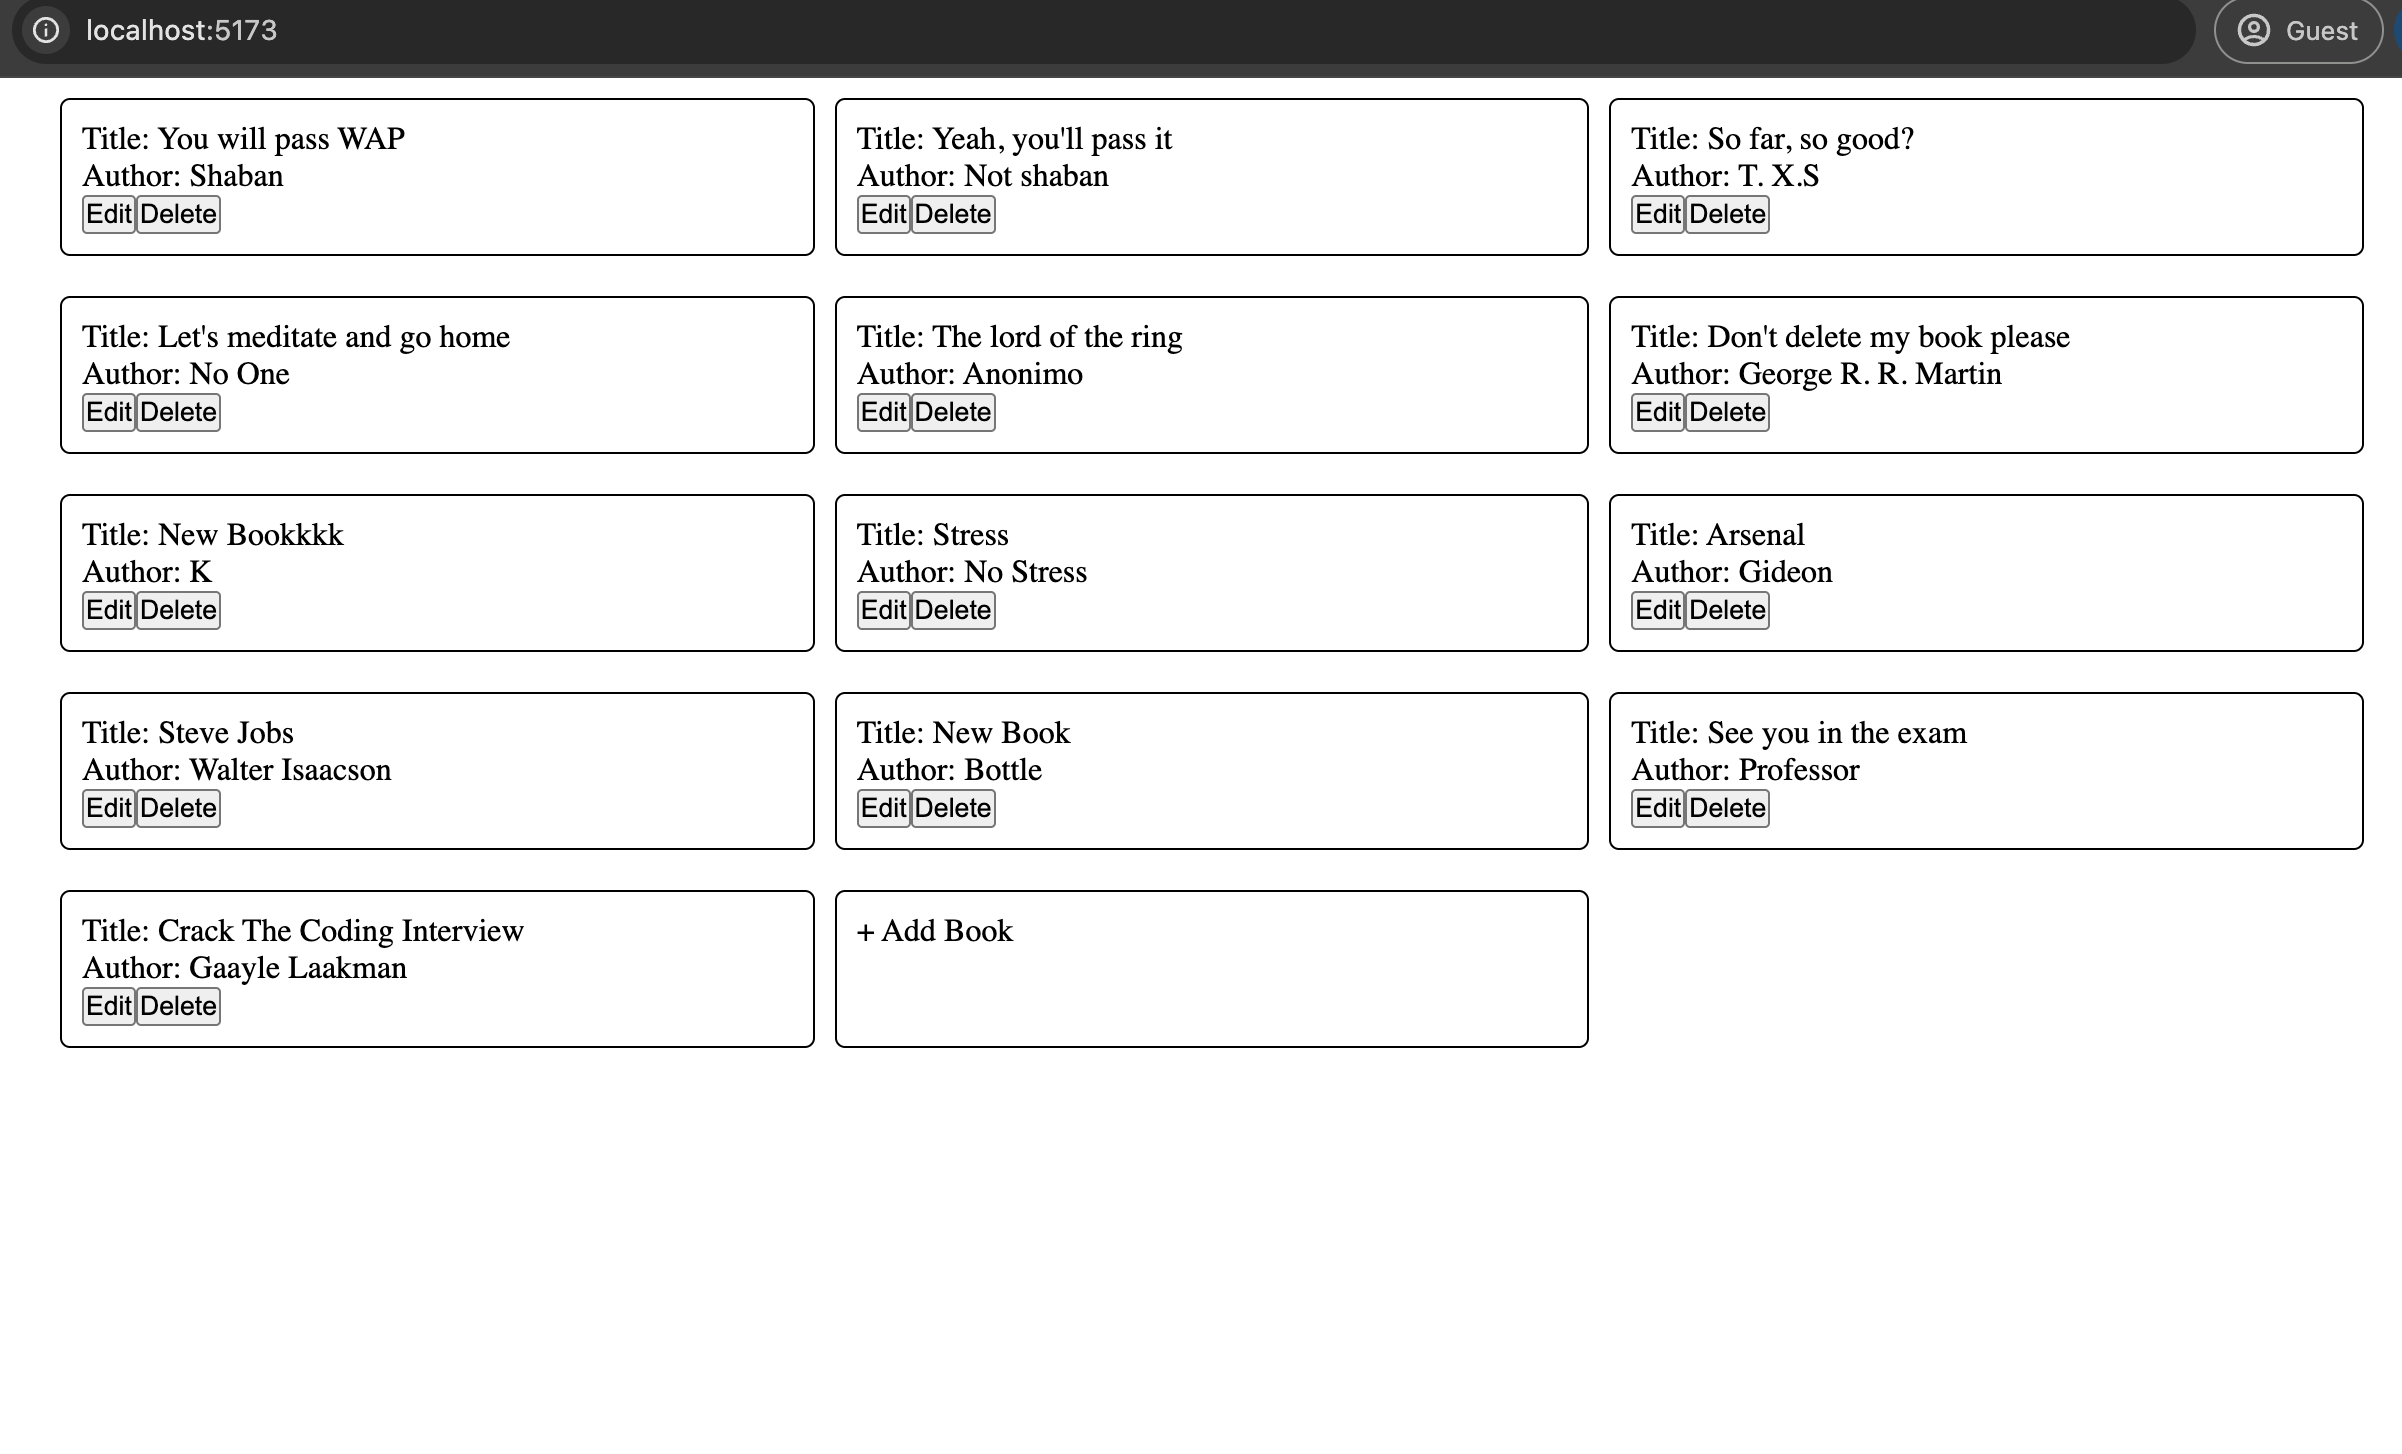 localhost:5173
Guest
Title: You will pass WAP
Author: Shaban
Edit Delete
Title: Yeah, you'll pass it
Author: Not shaban
Edit Delete
Title: So far, so good?
Author: T. X.S
Edit Delete
Title: Let's meditate and go home
Author: No One
Edit Delete
Title: The lord of the ring
Author: Anonimo
Edit Delete
Title: Don't delete my book please
Author: George R. R. Martin
Edit Delete
Title: New Bookkkk
Author: K
Edit Delete
Title: Stress
Author: No Stress
Edit Delete
Title: Arsenal
Author: Gideon
Edit Delete
Title: Steve Jobs
Author: Walter Isaacson
Edit Delete
Title: New Book
Author: Bottle
Edit Delete
Title: See you in the exam
Author: Professor
Edit Delete
Title: Crack The Coding Interview
Author: Gaayle Laakman
Edit Delete
+ Add Book